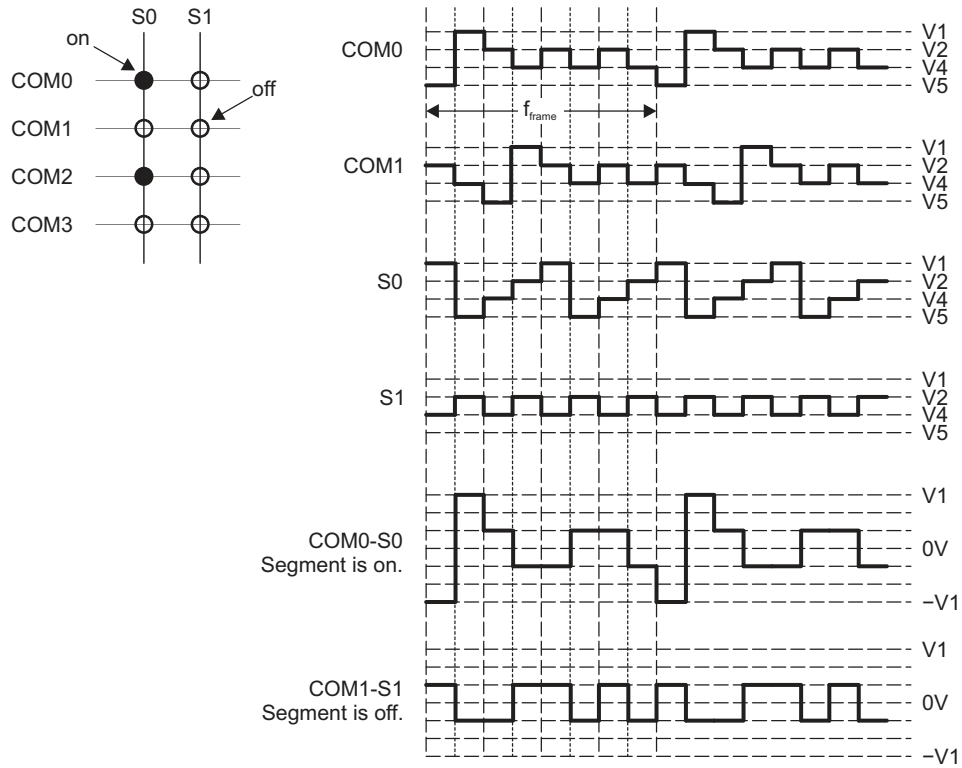 S0 S1
on
COM0
off
COM1
COM2
COM3
COM0
V1
V2
V4
V5
fframe
COM1
V1
V2
V4
V5
S0
V1
V2
V4
V5
S1
V1
V2
V4
V5
COM0-S0
Segment is on.
V1
0V
−V1
COM1-S1
Segment is off.
V1
0V
−V1